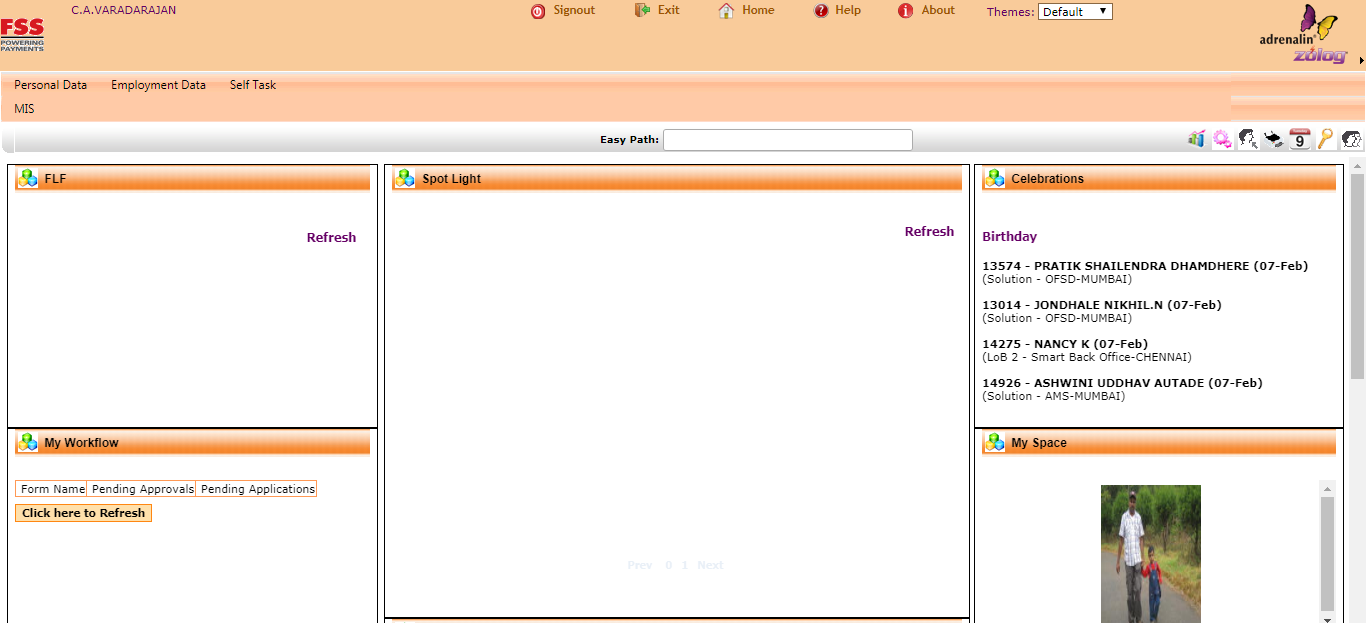 C.A.VARADARAJAN
Signout Exit Home Help About Themes: Default
FSS
POWERING
PAYMENTS
adrenalin
zolog
Personal Data Employment Data Self Task
MIS
Easy Path:
9
FLF
Refresh
Spot Light
Refresh
Prev 0 1 Next
Celebrations
Birthday
13574 - PRATIK SHAILENDRA DHAMDHERE (07-Feb)
(Solution - OFSD-MUMBAI)
13014 - JONDHALE NIKHIL.N (07-Feb)
(Solution - OFSD-MUMBAI)
14275 - NANCY K (07-Feb)
(LoB 2 - Smart Back Office-CHENNAI)
14926 - ASHWINI UDDHAV AUTADE (07-Feb)
(Solution - AMS-MUMBAI)
My Workflow
Form Name Pending Approvals Pending Applications
Click here to Refresh
My Space